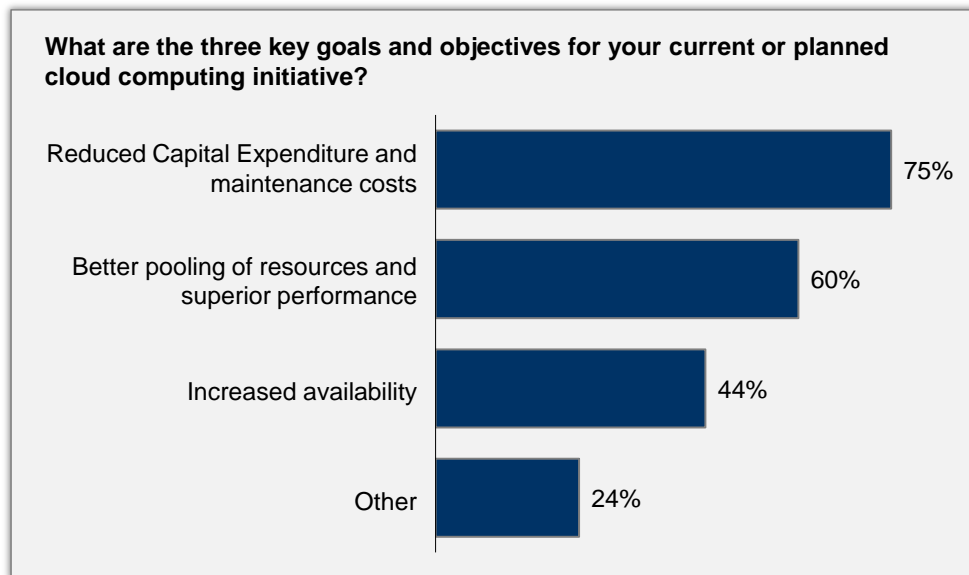 What are the three key goals and objectives for your current or planned
cloud computing initiative?
Reduced Capital Expenditure and
maintenance costs
75%
Better pooling of resources and
superior performance
60%
Increased availability
44%
Other
24%